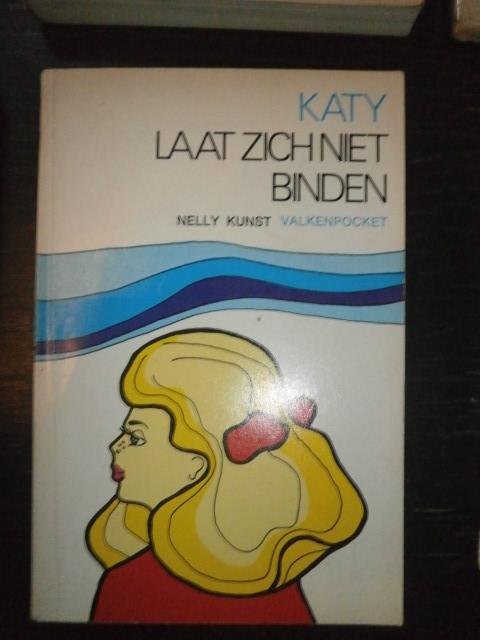 KATY
LAAT ZICH NIET
BINDEN
NELLY KUNST VALKENPOCKET